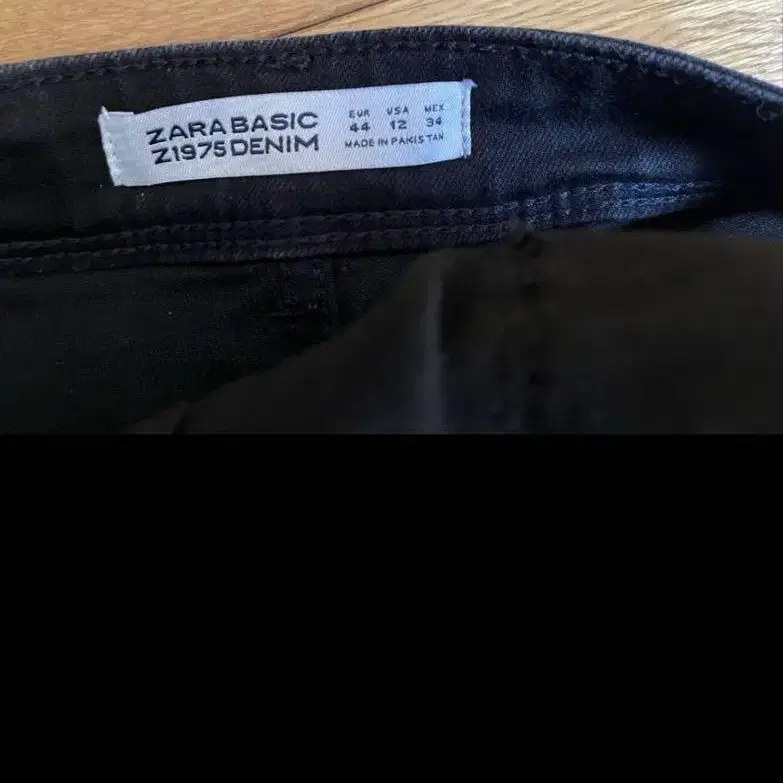 ZARA BASIC
Z1975 DENIM
EUR USA MEX
44 12 34
MADE IN PAKISTAN